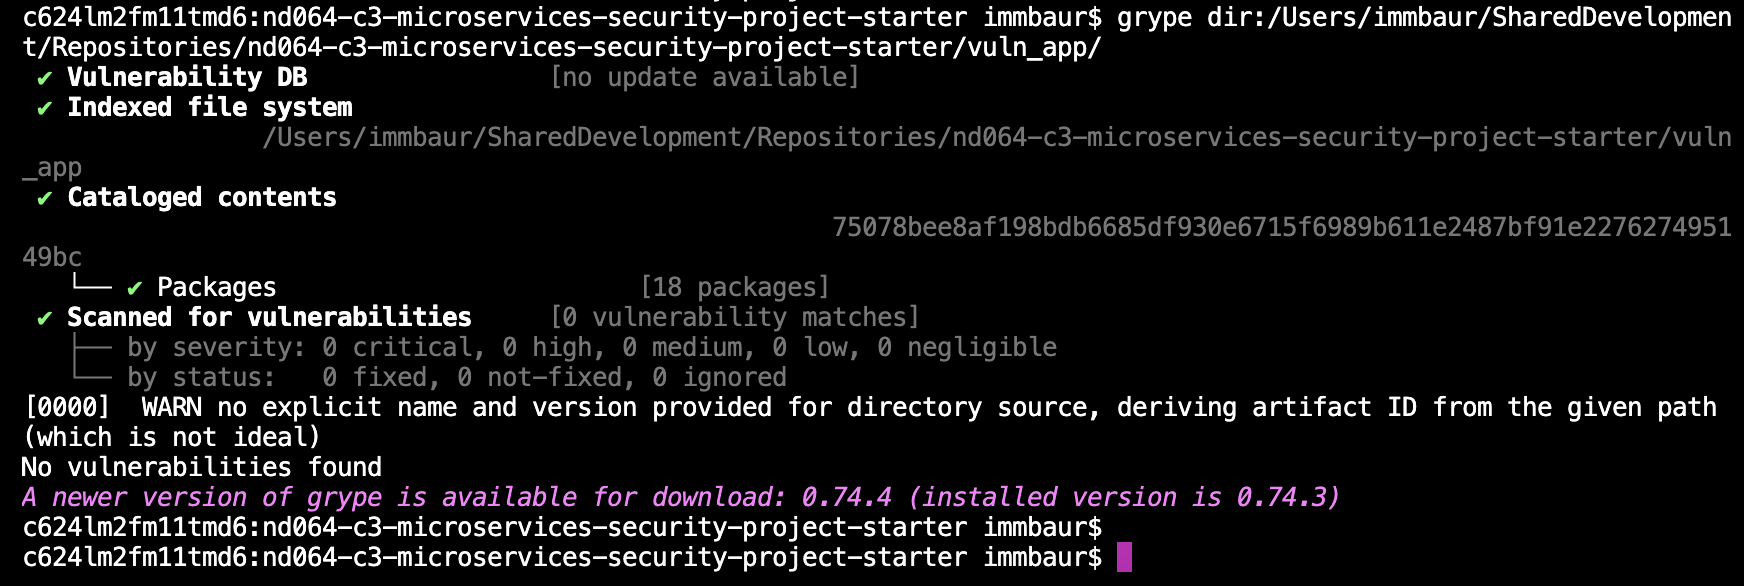 c624lm2fm11tmd6:nd064-c3-microservices-security-project-starter immbaur$ grype dir:/Users/immbaur/SharedDevelopmen
t/Repositories/nd064-c3-microservices-security-project-starter/vuln_app/
✔ Vulnerability DB [no update available]
✔ Indexed file system
/Users/immbaur/SharedDevelopment/Repositories/nd064-c3-microservices-security-project-starter/vuln
_app
✔ Cataloged contents
75078bee8af198bdb6685df930e6715f6989b611e2487bf91e2276274951
49bc
└── ✔ Packages [18 packages]
✔ Scanned for vulnerabilities [0 vulnerability matches]
├── by severity: 0 critical, 0 high, 0 medium, 0 low, 0 negligible
└── by status: 0 fixed, 0 not-fixed, 0 ignored
[0000] WARN no explicit name and version provided for directory source, deriving artifact ID from the given path
(which is not ideal)
No vulnerabilities found
A newer version of grype is available for download: 0.74.4 (installed version is 0.74.3)
c624lm2fm11tmd6:nd064-c3-microservices-security-project-starter immbaur$
c624lm2fm11tmd6:nd064-c3-microservices-security-project-starter immbaur$